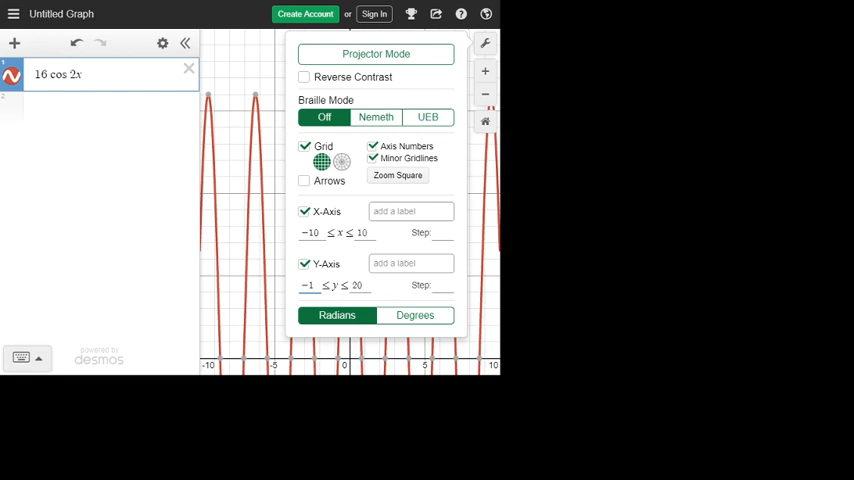 Untitled Graph
Create Account or Sign In
1
16 cos 2x
2
powered by
desmos
Projector Mode
Reverse Contrast
Braille Mode
Off Nemeth UEB
Grid
Axis Numbers
Minor Gridlines
Arrows
Zoom Square
X-Axis add a label
−10 ≤ x ≤ 10 Step:
Y-Axis add a label
−1 ≤ y ≤ 20 Step:
Radians Degrees
-10 -5 0 5 10